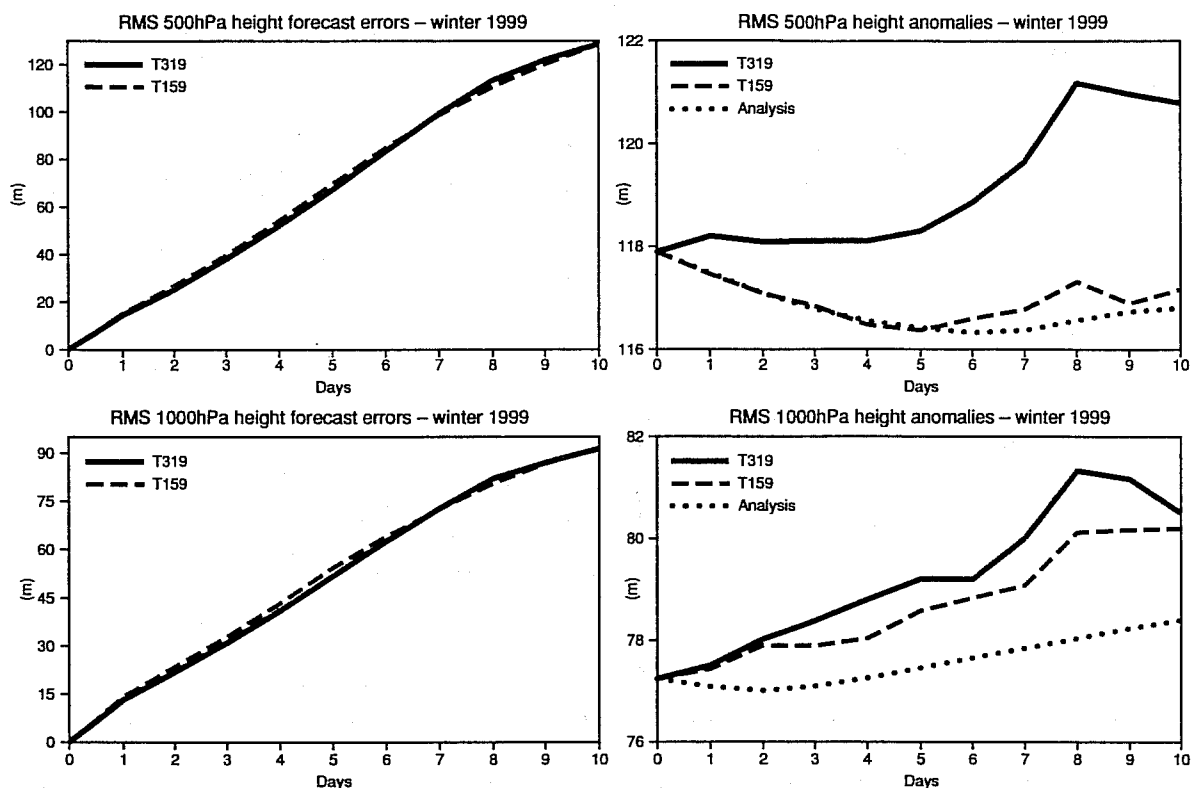 RMS 500hPa height forecast errors – winter 1999
T319
T159
120
100
80
60
40
20
0
(m)
0 1 2 3 4 5 6 7 8 9 10
Days
RMS 500hPa height anomalies – winter 1999
T319
T159
Analysis
122
120
118
116
(m)
0 1 2 3 4 5 6 7 8 9 10
Days
RMS 1000hPa height forecast errors – winter 1999
T319
T159
90
75
60
45
30
15
0
(m)
0 1 2 3 4 5 6 7 8 9 10
Days
RMS 1000hPa height anomalies – winter 1999
T319
T159
Analysis
82
80
78
76
(m)
0 1 2 3 4 5 6 7 8 9 10
Days